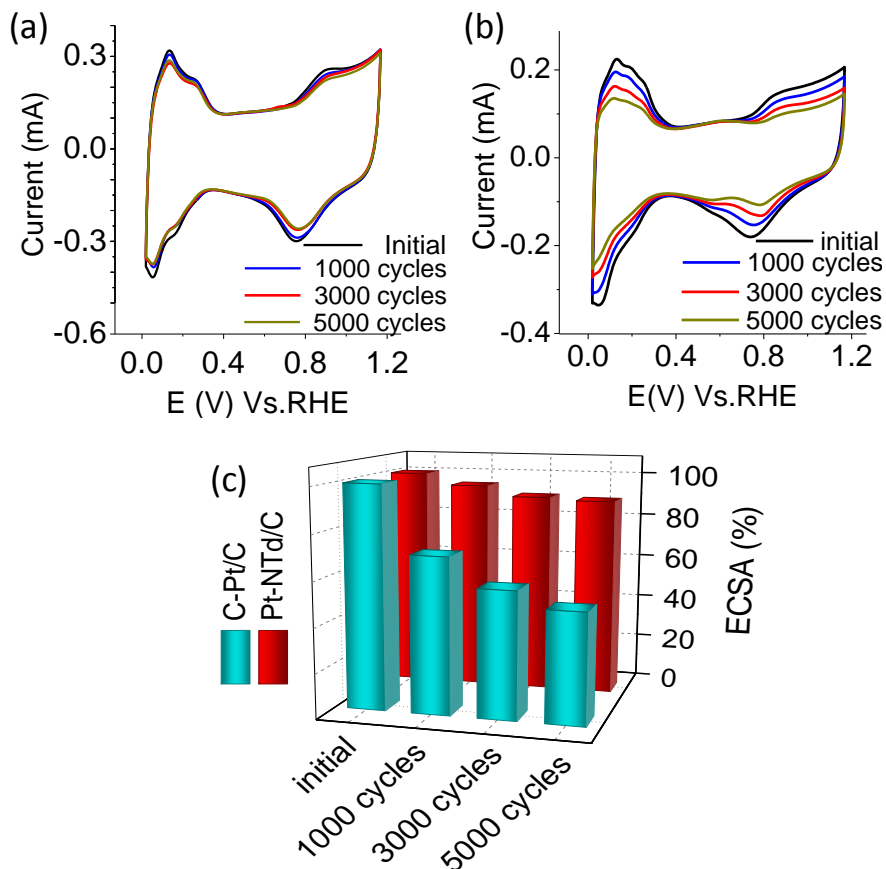 (a)
Current (mA)
0.3
0.0
-0.3
-0.6
Initial
1000 cycles
3000 cycles
5000 cycles
0.0 0.4 0.8 1.2
E (V) Vs.RHE
(b)
Current (mA)
0.2
0.0
-0.2
-0.4
initial
1000 cycles
3000 cycles
5000 cycles
0.0 0.4 0.8 1.2
E(V) Vs.RHE
(c)
C-Pt/C
Pt-NTd/C
100
80
60
40
20
0
ECSA (%)
initial
1000 cycles
3000 cycles
5000 cycles